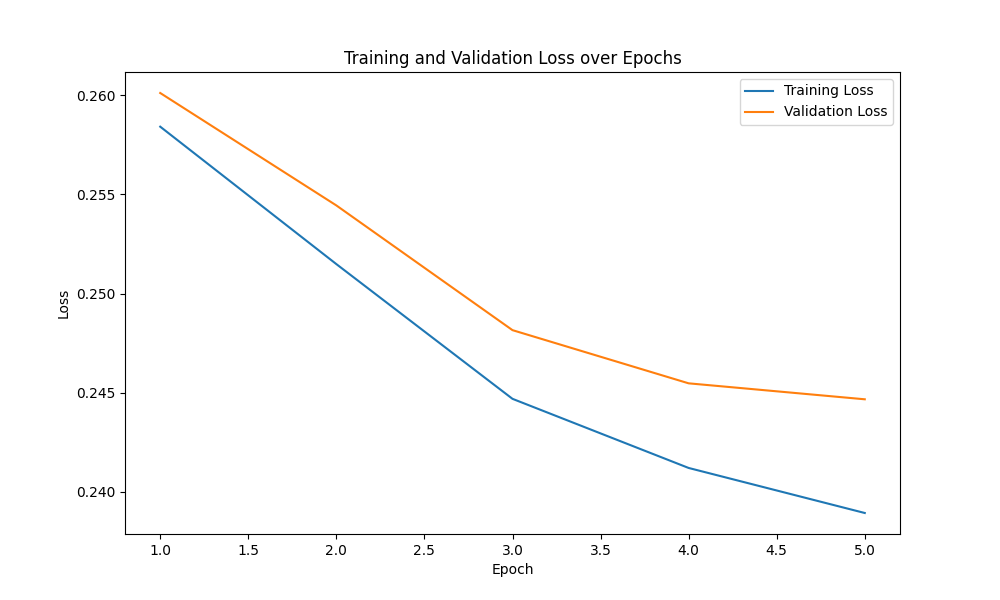 Training and Validation Loss over Epochs
Training Loss
Validation Loss
0.260
0.255
0.250
0.245
0.240
Loss
1.0 1.5 2.0 2.5 3.0 3.5 4.0 4.5 5.0
Epoch